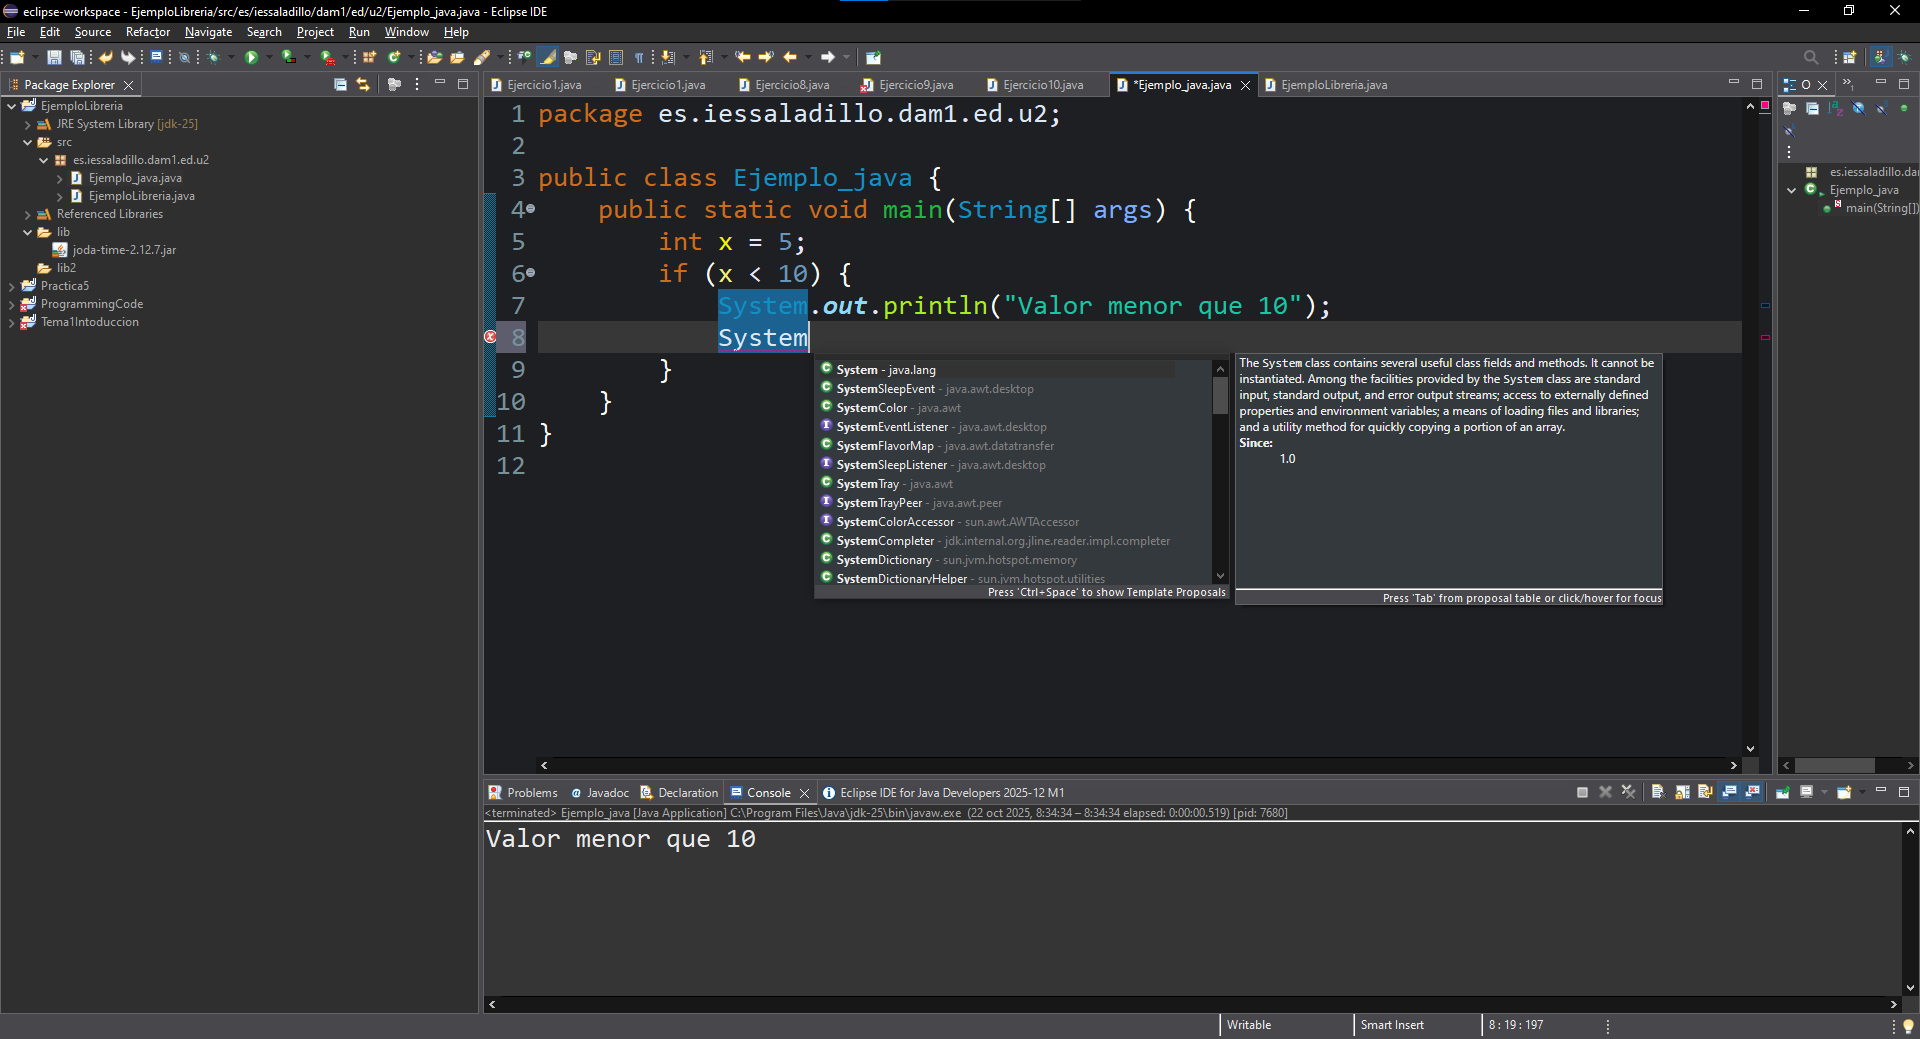 eclipse-workspace - EjemploLibreria/src/es/iessaladillo/dam1/ed/u2/Ejemplo_java.java - Eclipse IDE
File Edit Source Refactor Navigate Search Project Run Window Help
Package Explorer
EjemploLibreria
JRE System Library [jdk-25]
src
es.iessaladillo.dam1.ed.u2
Ejemplo_java.java
EjemploLibreria.java
Referenced Libraries
lib
joda-time-2.12.7.jar
lib2
Practica5
ProgrammingCode
Tema1Intoduccion
Ejercicio1.java Ejercicio1.java Ejercicio8.java Ejercicio9.java Ejercicio10.java *Ejemplo_java.java EjemploLibreria.java
1 package es.iessaladillo.dam1.ed.u2;
2
3 public class Ejemplo_java {
4 public static void main(String[] args) {
5 int x = 5;
6 if (x < 10) {
7 System.out.println("Valor menor que 10");
8 System
9 }
10 }
11 }
12
System - java.lang
SystemSleepEvent - java.awt.desktop
SystemColor - java.awt
SystemEventListener - java.awt.desktop
SystemFlavorMap - java.awt.datatransfer
SystemSleepListener - java.awt.desktop
SystemTray - java.awt
SystemTrayPeer - java.awt.peer
SystemColorAccessor - sun.awt.AWTAccessor
SystemCompleter - jdk.internal.org.jline.reader.impl.completer
SystemDictionary - sun.jvm.hotspot.memory
SystemDictionaryHelper - sun.jvm.hotspot.utilities
Press 'Ctrl+Space' to show Template Proposals
The System class contains several useful class fields and methods. It cannot be
instantiated. Among the facilities provided by the System class are standard
input, standard output, and error output streams; access to externally defined
properties and environment variables; a means of loading files and libraries;
and a utility method for quickly copying a portion of an array.
Since:
1.0
Press 'Tab' from proposal table or click/hover for focus
O
es.iessaladillo.da
Ejemplo_java
main(String[])
Problems Javadoc Declaration Console Eclipse IDE for Java Developers 2025-12 M1
<terminated> Ejemplo_java [Java Application] C:\Program Files\Java\jdk-25\bin\javaw.exe (22 oct 2025, 8:34:34 – 8:34:34 elapsed: 0:00:00.519) [pid: 7680]
Valor menor que 10
Writable Smart Insert 8 : 19 : 197